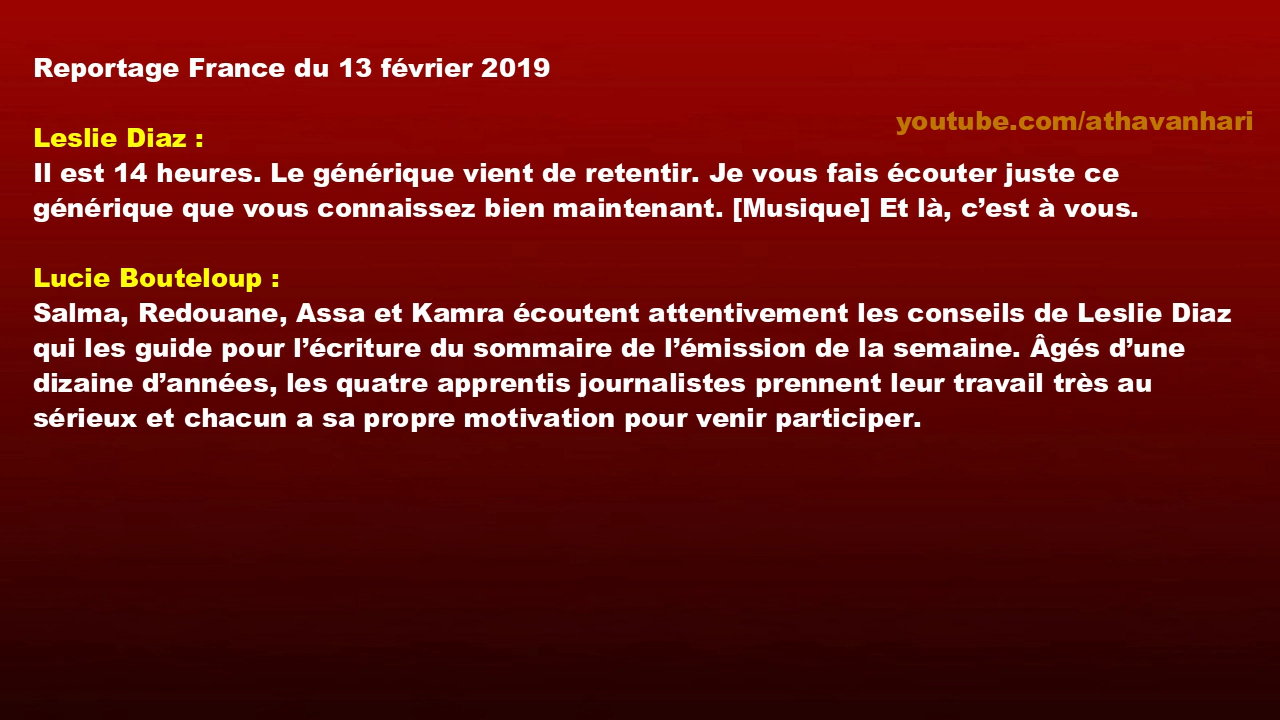 Reportage France du 13 février 2019
youtube.com/athavanhari
Leslie Diaz :
Il est 14 heures. Le générique vient de retentir. Je vous fais écouter juste ce
générique que vous connaissez bien maintenant. [Musique] Et là, c’est à vous.
Lucie Bouteloup :
Salma, Redouane, Assa et Kamra écoutent attentivement les conseils de Leslie Diaz
qui les guide pour l’écriture du sommaire de l’émission de la semaine. Âgés d’une
dizaine d’années, les quatre apprentis journalistes prennent leur travail très au
sérieux et chacun a sa propre motivation pour venir participer.